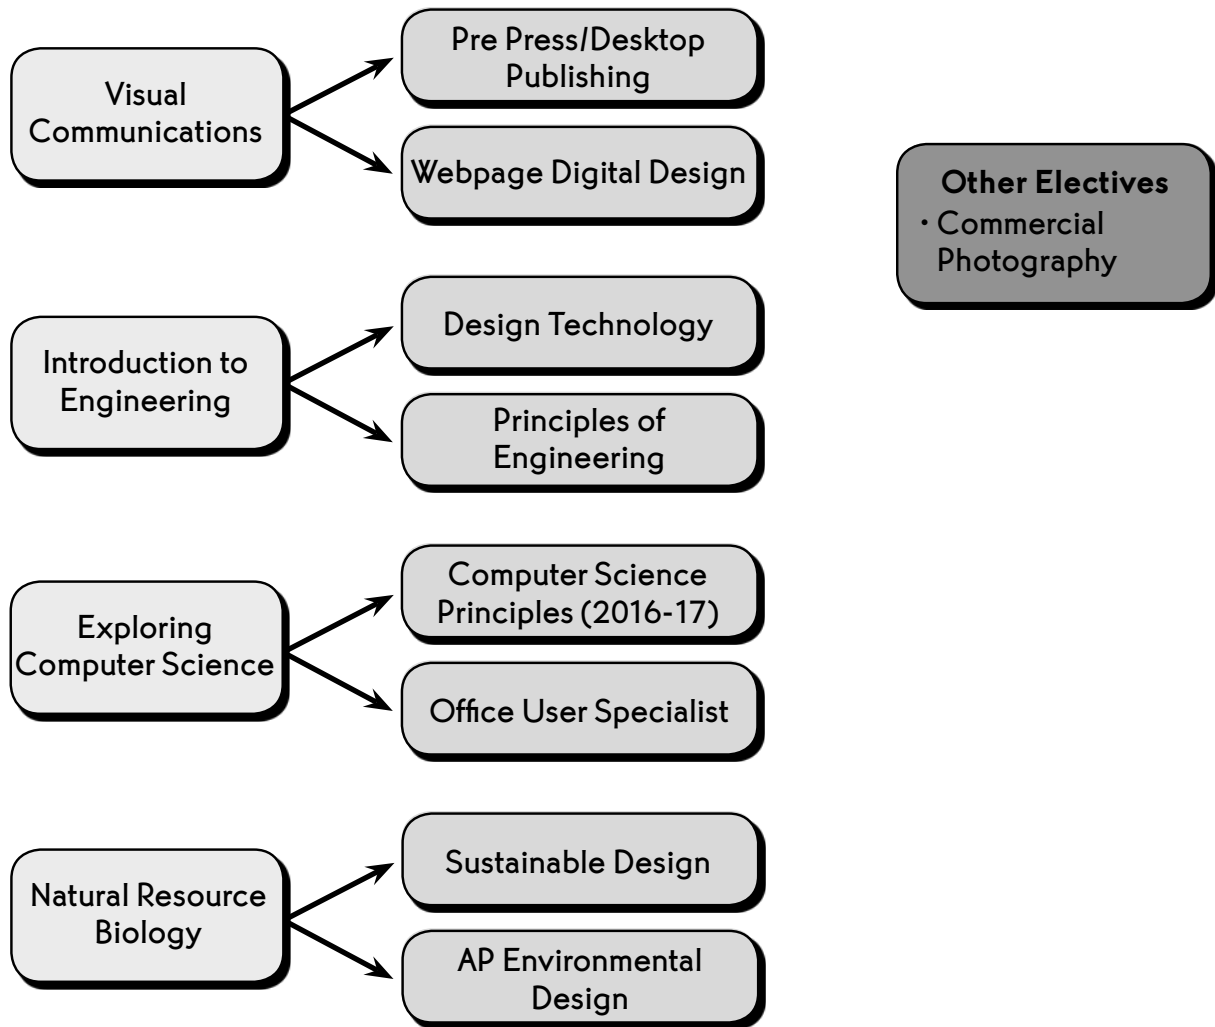 Visual
Communications
Pre Press/Desktop
Publishing
Webpage Digital Design
Other Electives
• Commercial
Photography
Introduction to
Engineering
Design Technology
Principles of
Engineering
Exploring
Computer Science
Computer Science
Principles (2016-17)
Office User Specialist
Natural Resource
Biology
Sustainable Design
AP Environmental
Design